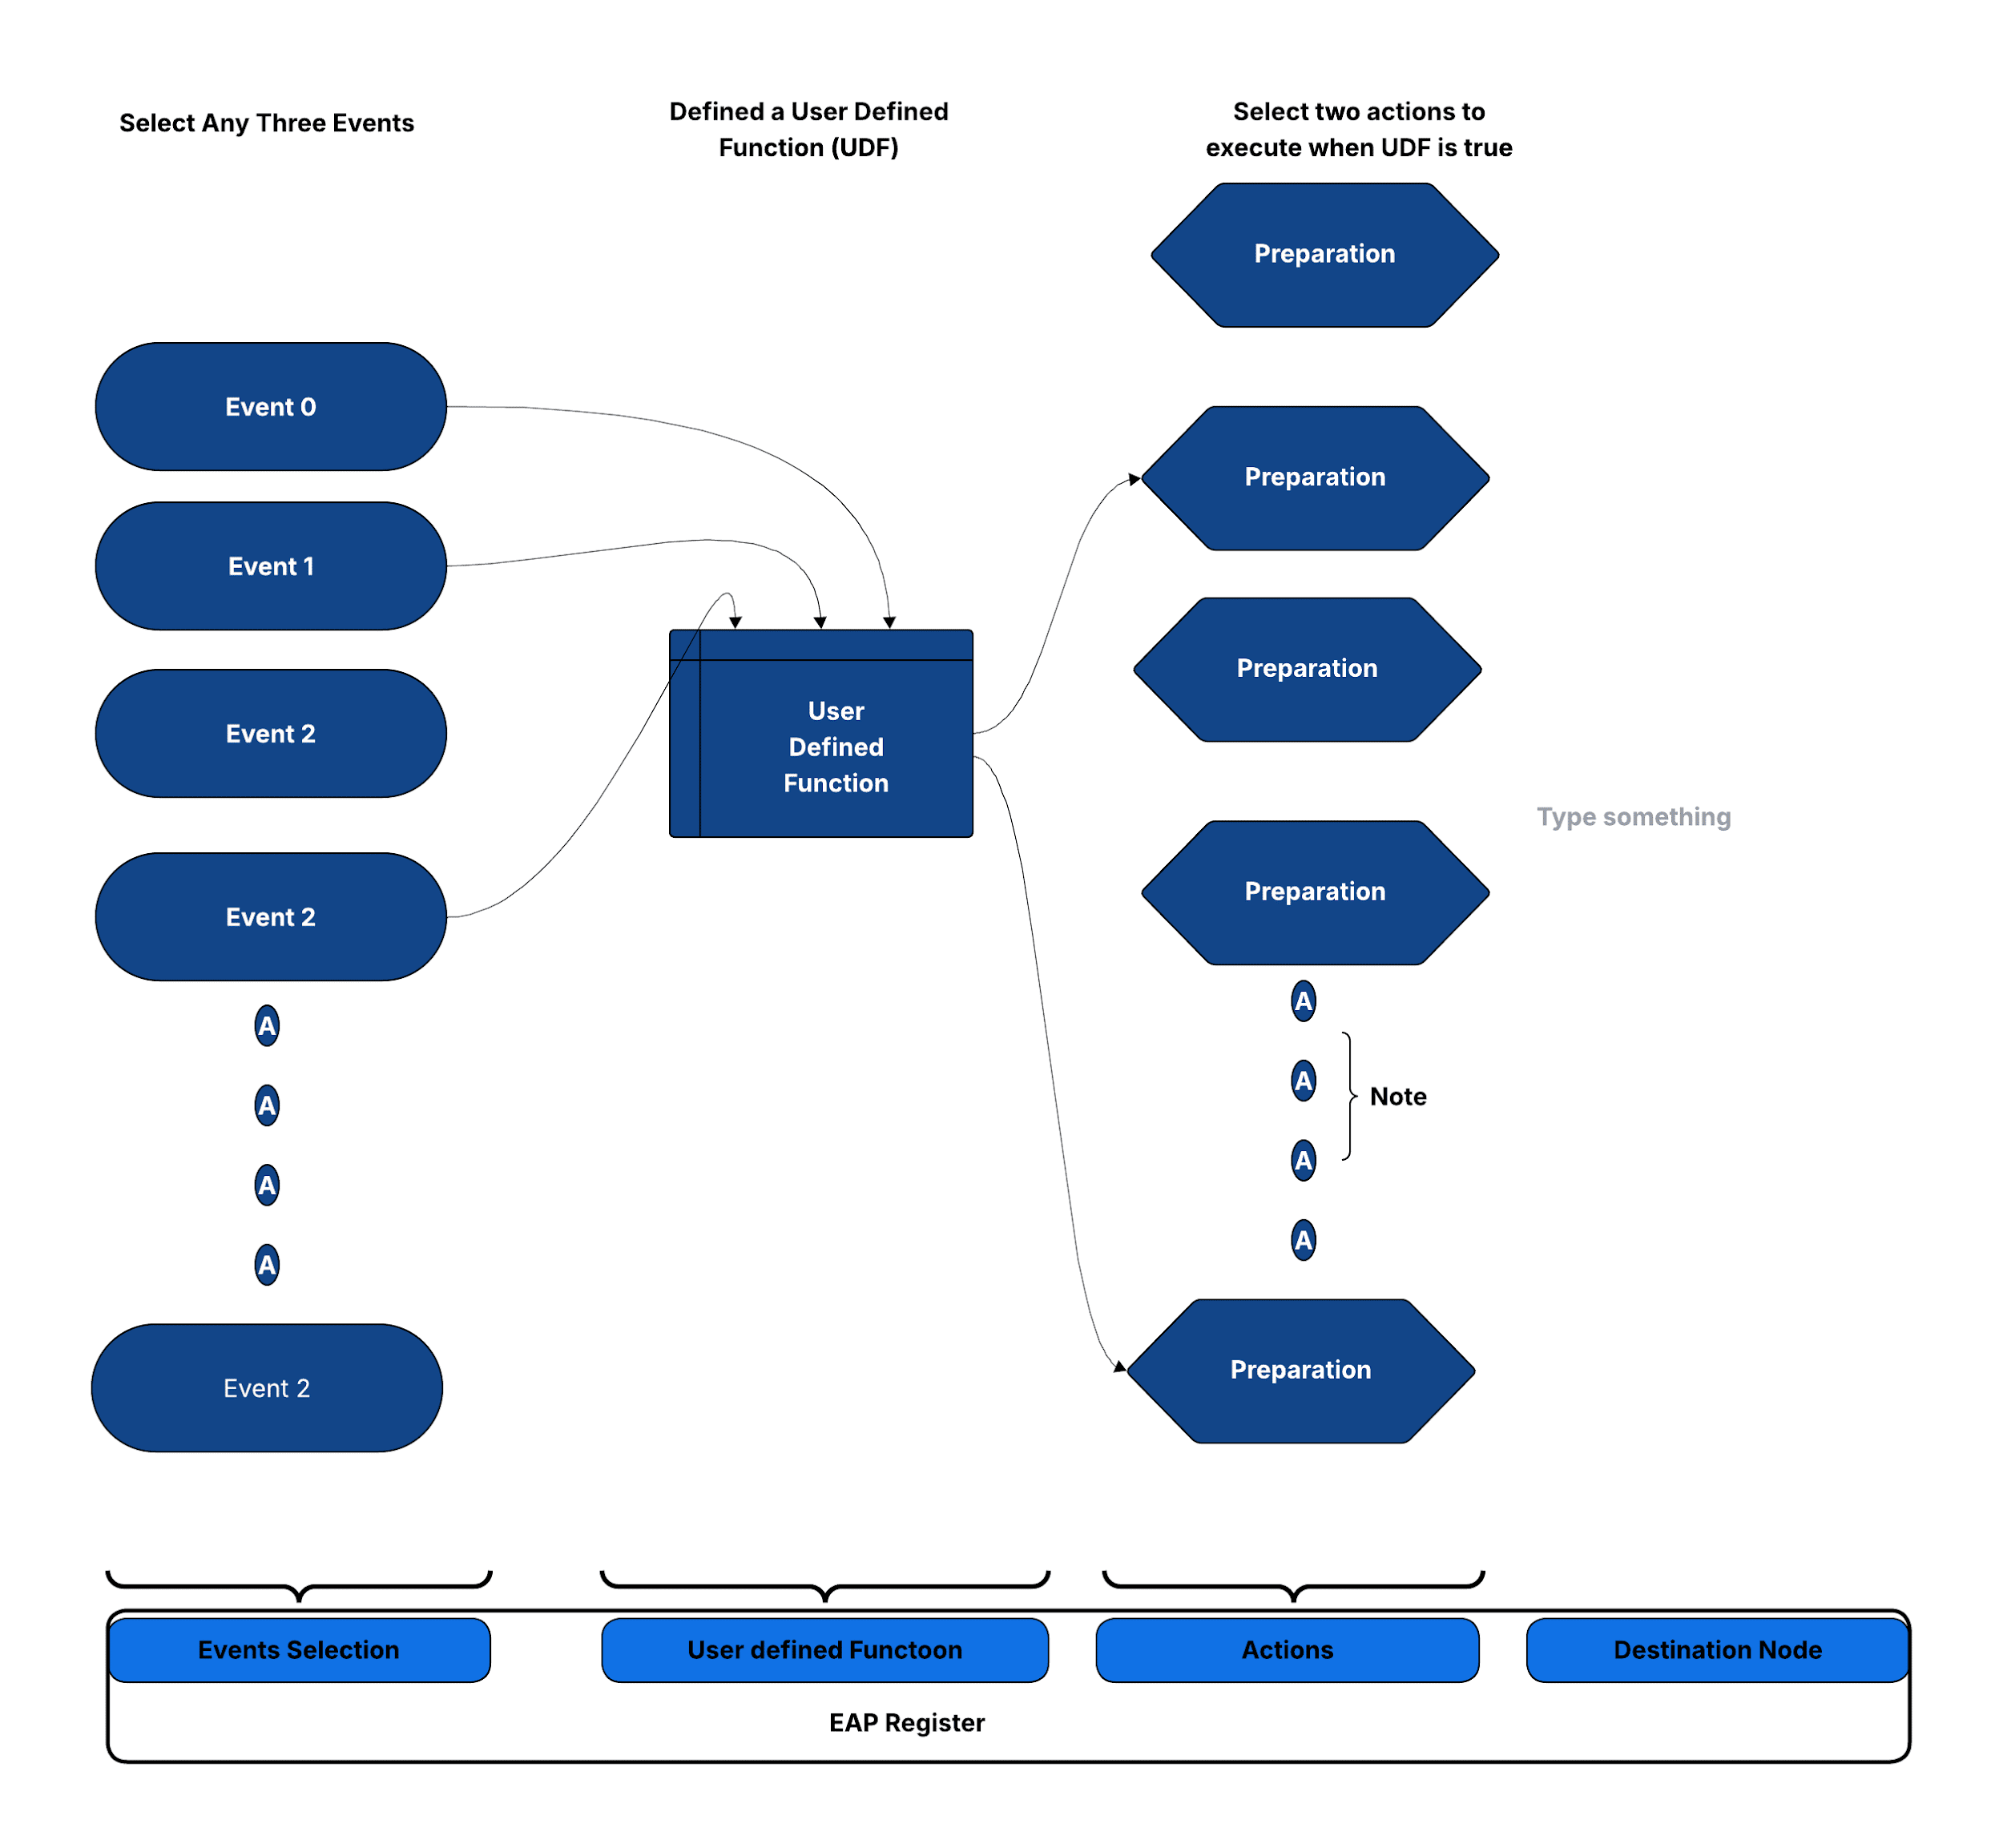 Select Any Three Events
Defined a User Defined
Function (UDF)
Select two actions to
execute when UDF is true
Event 0
Event 1
Event 2
Event 2
A
A
A
A
Event 2
User
Defined
Function
Preparation
Preparation
Preparation
Preparation
Type something
A
A
A
A
Note
Preparation
Events Selection
User defined Functoon
Actions
Destination Node
EAP Register